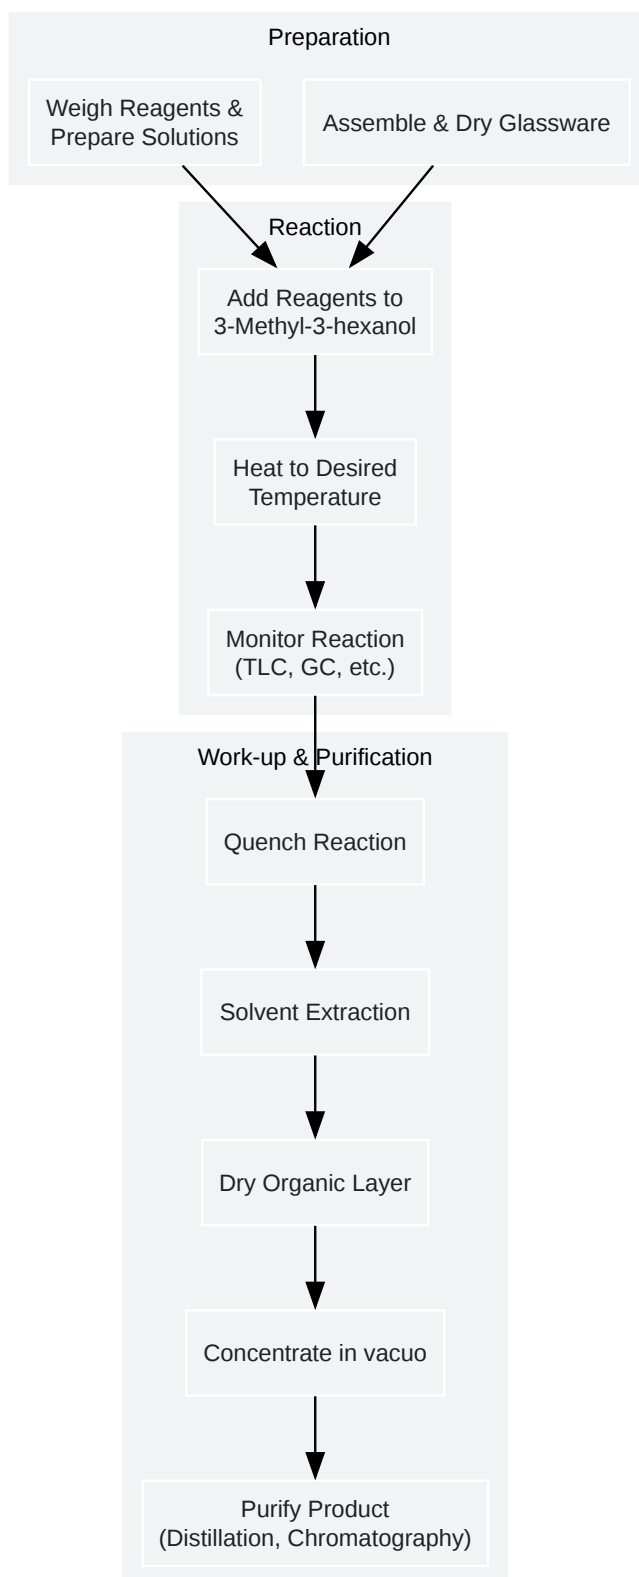 Preparation
Weigh Reagents &
Prepare Solutions
Assemble & Dry Glassware
Reaction
Add Reagents to
3-Methyl-3-hexanol
Heat to Desired
Temperature
Monitor Reaction
(TLC, GC, etc.)
Work-up & Purification
Quench Reaction
Solvent Extraction
Dry Organic Layer
Concentrate in vacuo
Purify Product
(Distillation, Chromatography)